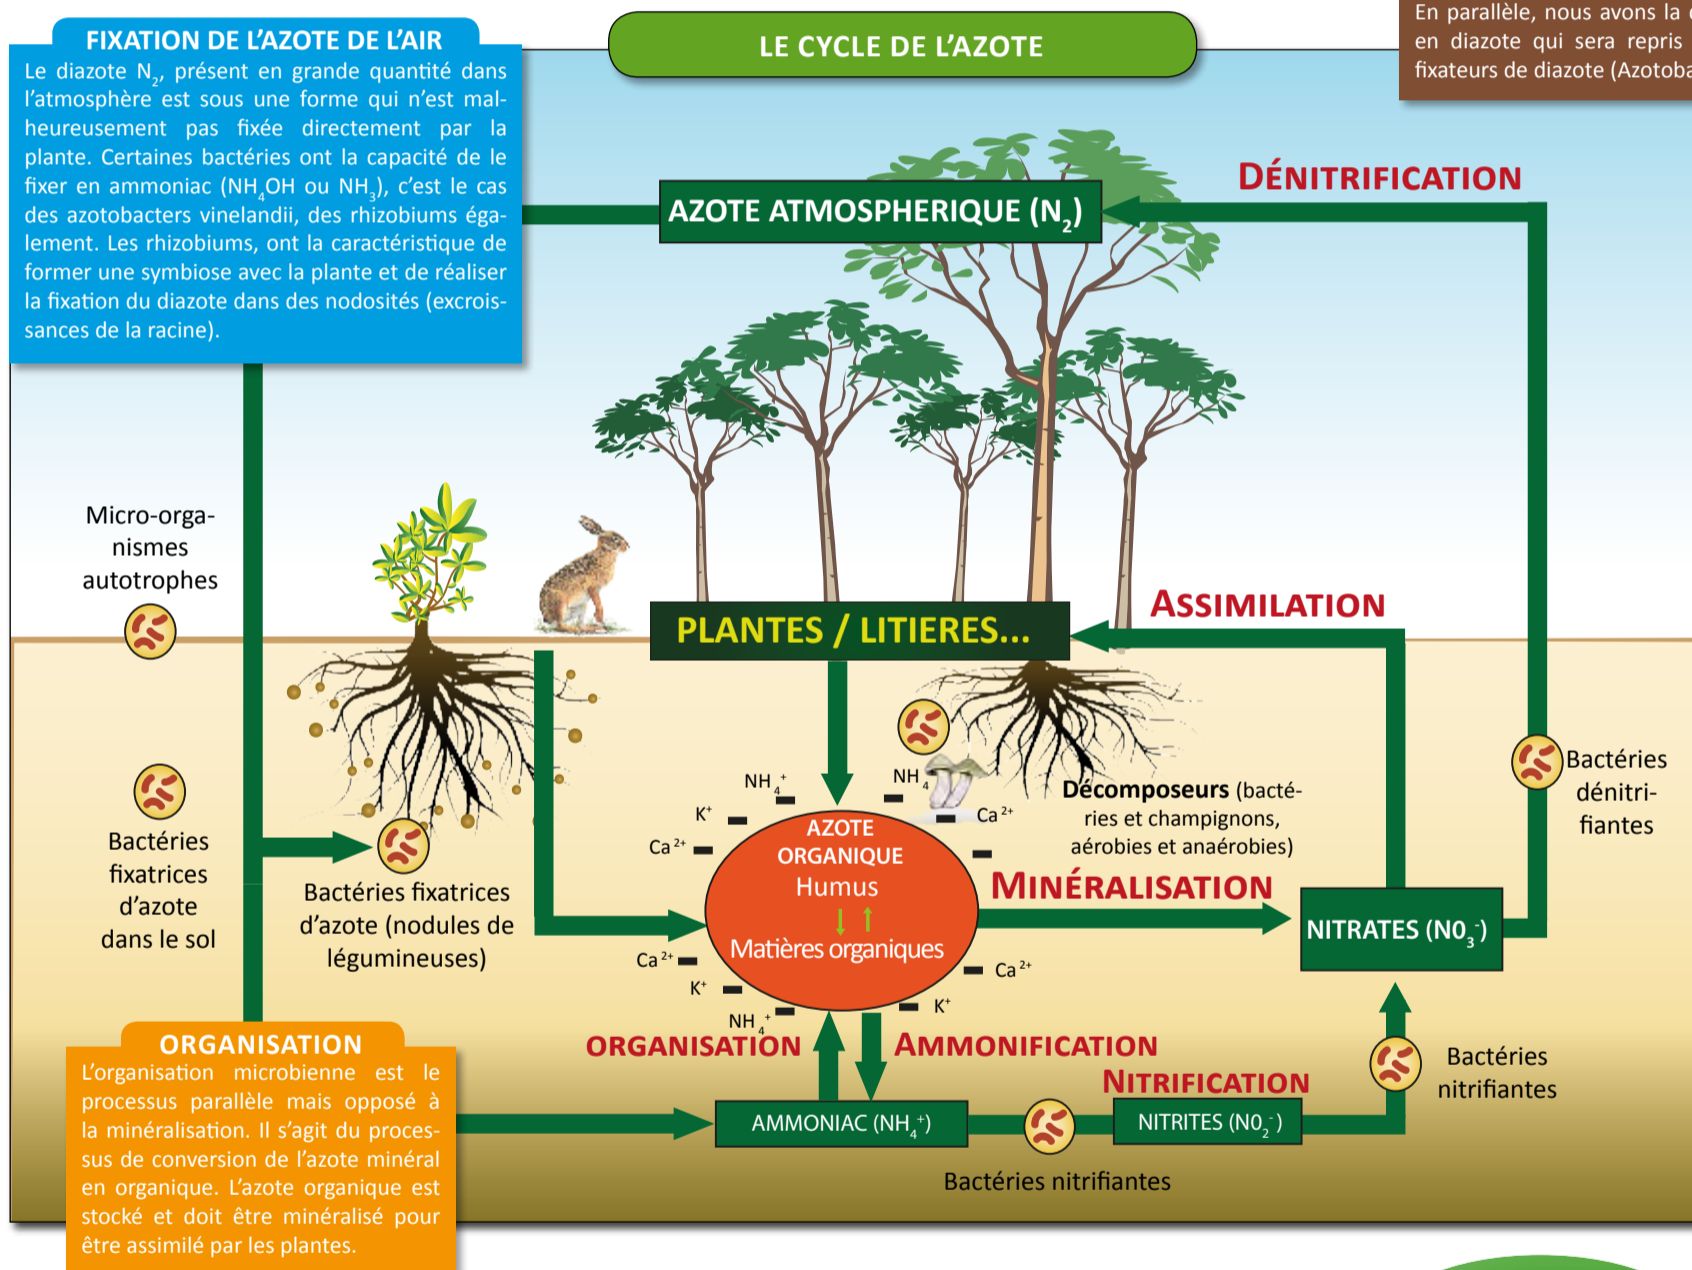 FIXATION DE L'AZOTE DE L'AIR
Le diazote N₂, présent en grande quantité dans
l'atmosphère est sous une forme qui n'est mal-
heureusement pas fixée directement par la
plante. Certaines bactéries ont la capacité de le
fixer en ammoniac (NH₄OH ou NH₃), c'est le cas
des azotobacters vinelandii, des rhizobiums éga-
lement. Les rhizobiums, ont la caractéristique de
former une symbiose avec la plante et de réaliser
la fixation du diazote dans des nodosités (excrois-
sances de la racine).
LE CYCLE DE L'AZOTE
En parallèle, nous avons la
en diazote qui sera repris
fixateurs de diazote
DÉNITRIFICATION
AZOTE ATMOSPHERIQUE (N₂)
Micro-orga-
nismes
autotrophes
ASSIMILATION
PLANTES / LITIERES...
Bactéries
fixatrices
d'azote
dans le sol
Bactéries fixatrices
d'azote (nodules de
légumineuses)
NH₄⁺
NH₄
K⁺
Ca²⁺
Ca²⁺
Décomposeurs (bacté-
ries et champignons,
aérobies et anaérobies)
Bactéries
dénitri-
fiantes
AZOTE
ORGANIQUE
Humus
Matières organiques
MINÉRALISATION
NITRATES (N0₃⁻)
Ca²⁺
K⁺
NH₄⁺
Ca²⁺
K⁺
ORGANISATION
AMMONIFICATION
NITRIFICATION
Bactéries
nitrifiantes
AMMONIAC (NH₄⁺)
NITRITES (N0₂⁻)
Bactéries nitrifiantes
ORGANISATION
L'organisation microbienne est le
processus parallèle mais opposé à
la minéralisation. Il s'agit du proces-
sus de conversion de l'azote minéral
en organique. L'azote organique est
stocké et doit être minéralisé pour
être assimilé par les plantes.